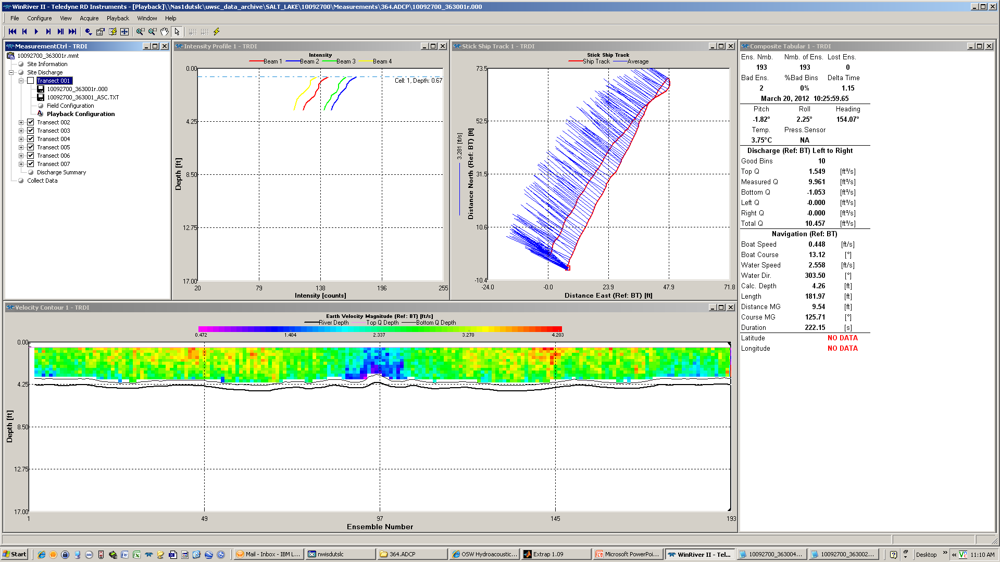 WinRiver II - Teledyne RD Instruments - [Playback]\\Nas1dutslc\uwsc_data_archive\SALT_LAKE\10092700\Measurements\364.ADCP\10092700_363001r.000
File Configure View Acquire Playback Window Help
MeasurementCtrl - TRDI
10092700_363001r.mmt
Site Information
Site Discharge
Transect 001
10092700_363001r.000
10092700_363001_ASC.TXT
Field Configuration
Playback Configuration
Transect 002
Transect 003
Transect 004
Transect 005
Transect 006
Transect 007
Discharge Summary
Collect Data
Intensity Profile 1 - TRDI
Intensity
Beam 1 Beam 2 Beam 3 Beam 4
Cell: 1, Depth: 0.67
0.00
4.25
8.50
12.75
17.00
Depth [ft]
20 79 138 196 255
Intensity [counts]
Stick Ship Track 1 - TRDI
Stick Ship Track
Ship Track Average
73.5
52.5
31.5
10.6
-10.4
3.281 [ft/s]
Distance North (Ref: BT) [ft]
-24.0 -0.0 23.9 47.9 71.8
Distance East (Ref: BT) [ft]
Composite Tabular 1 - TRDI
Ens. Nmb. Nmb. of Ens. Lost Ens.
193 193 0
Bad Ens. %Bad Bins Delta Time
2 0% 1.15
March 20, 2012 10:25:59.65
Pitch Roll Heading
-1.82° 2.25° 154.07°
Temp. Press.Sensor
3.75°C NA
Discharge (Ref: BT) Left to Right
Good Bins 10
Top Q 1.549 [ft³/s]
Measured Q 9.961 [ft³/s]
Bottom Q -1.053 [ft³/s]
Left Q -0.000 [ft³/s]
Right Q -0.000 [ft³/s]
Total Q 10.457 [ft³/s]
Navigation (Ref: BT)
Boat Speed 0.448 [ft/s]
Boat Course 13.12 [°]
Water Speed 2.558 [ft/s]
Water Dir. 303.50 [°]
Calc. Depth 4.26 [ft]
Length 181.97 [ft]
Distance MG 9.54 [ft]
Course MG 125.71 [°]
Duration 222.15 [s]
Latitude NO DATA
Longitude NO DATA
Velocity Contour 1 - TRDI
Earth Velocity Magnitude (Ref: BT) [ft/s]
River Depth Top Q Depth Bottom Q Depth
0.472 1.404 2.337 3.270 4.203
0.00
4.25
8.50
12.75
17.00
Depth [ft]
1 49 97 145 193
Ensemble Number
Start
Mail - Inbox - IBM L...
nwisdutslc
364.ADCP
OSW Hydroacoustic...
Extrap 1.09
Microsoft PowerPoi...
WinRiver II - Tel...
10092700_363004...
10092700_363002...
Desktop
11:10 AM